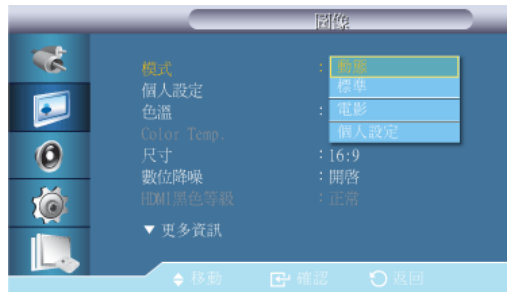 圖像
模式 : 動態
標準
個人設定
色溫 : 電影
個人設定
Color Temp.
尺寸 : 16:9
數位降噪 : 開啓
HDMI黑色等級 : 正常
▼ 更多資訊
移動 確認 返回